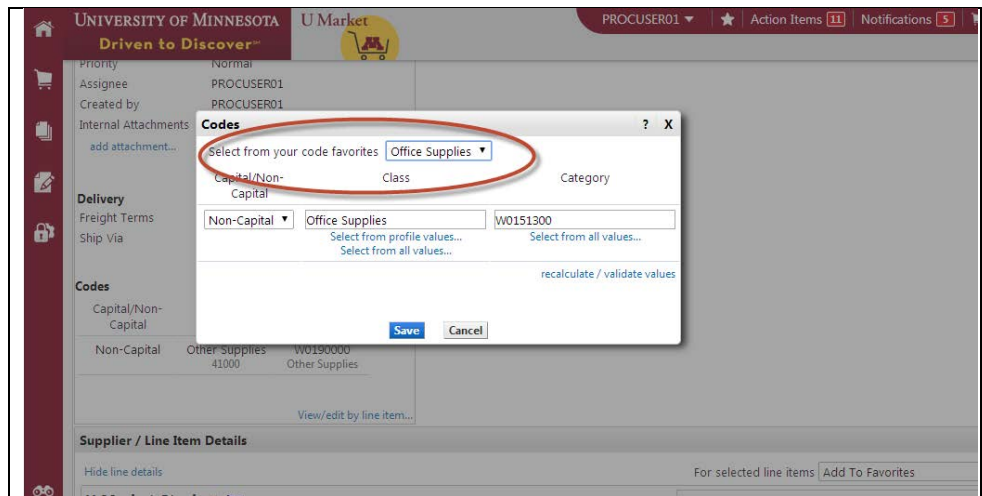 UNIVERSITY OF MINNESOTA
Driven to Discover℠
U Market
PROCUSER01 ▼ Action Items 11 Notifications 5
Priority Normal
Assignee PROCUSER01
Created by PROCUSER01
Internal Attachments
add attachment...
Codes ? X
Select from your code favorites Office Supplies ▼
Capital/Non-Capital Class Category
Non-Capital ▼ Office Supplies W0151300
Select from profile values... Select from all values...
Select from all values...
recalculate / validate values
Save Cancel
Delivery
Freight Terms
Ship Via
Codes
Capital/Non-
Capital
Non-Capital Other Supplies W0190000
41000 Other Supplies
View/edit by line item...
Supplier / Line Item Details
Hide line details For selected line items Add To Favorites